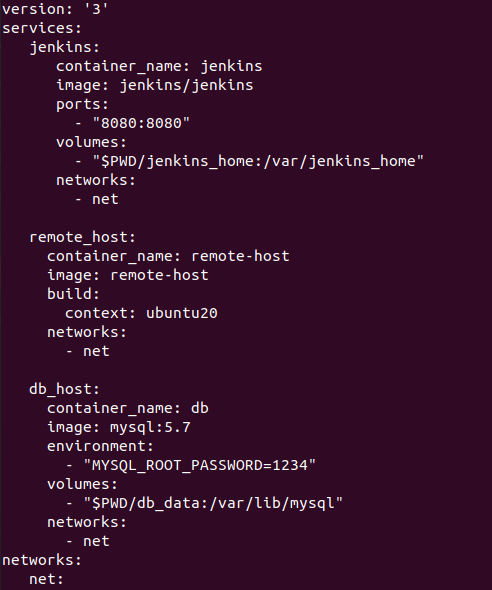 version: '3'
services:
   jenkins:
      container_name: jenkins
      image: jenkins/jenkins
      ports:
        - "8080:8080"
      volumes:
        - "$PWD/jenkins_home:/var/jenkins_home"
      networks:
        - net

   remote_host:
     container_name: remote-host
     image: remote-host
     build:
       context: ubuntu20
     networks:
       - net

   db_host:
     container_name: db
     image: mysql:5.7
     environment:
       - "MYSQL_ROOT_PASSWORD=1234"
     volumes:
       - "$PWD/db_data:/var/lib/mysql"
     networks:
       - net
networks:
   net: